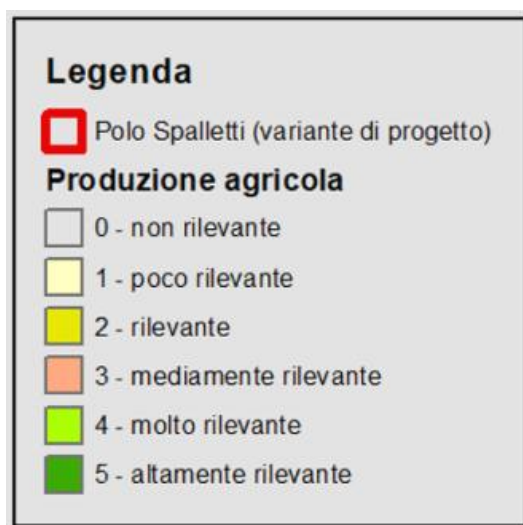 Legenda
Polo Spalletti (variante di progetto)
Produzione agricola
0 - non rilevante
1 - poco rilevante
2 - rilevante
3 - mediamente rilevante
4 - molto rilevante
5 - altamente rilevante